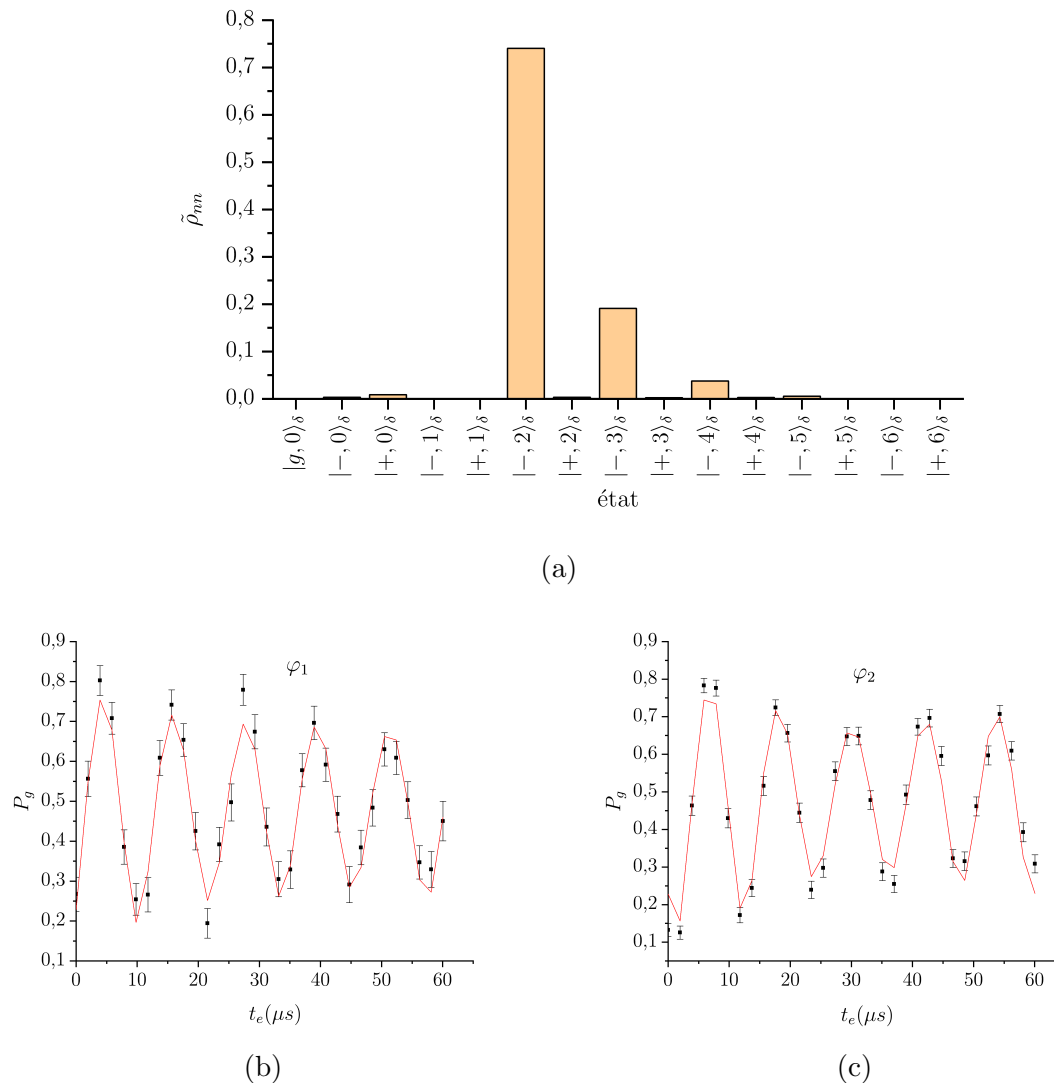 0,8
0,7
0,6
0,5
0,4
0,3
0,2
0,1
0,0
ρ̃nn
|g, 0⟩δ
|−, 0⟩δ
|+, 0⟩δ
|−, 1⟩δ
|+, 1⟩δ
|−, 2⟩δ
|+, 2⟩δ
|−, 3⟩δ
|+, 3⟩δ
|−, 4⟩δ
|+, 4⟩δ
|−, 5⟩δ
|+, 5⟩δ
|−, 6⟩δ
|+, 6⟩δ
état
(a)
0,9
0,8
0,7
0,6
0,5
0,4
0,3
0,2
0,1
Pg
φ1
0 10 20 30 40 50 60
te(μs)
(b)
0,9
0,8
0,7
0,6
0,5
0,4
0,3
0,2
0,1
Pg
φ2
0 10 20 30 40 50 60
te(μs)
(c)